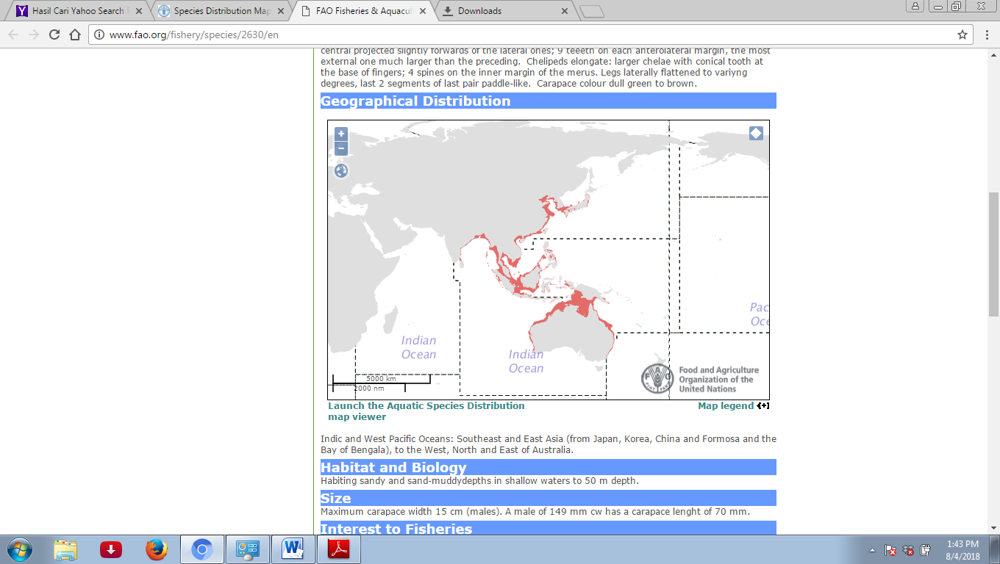 Hasil Cari Yahoo Search
Species Distribution Map
FAO Fisheries & Aquacul
Downloads
www.fao.org/fishery/species/2630/en
central projected slightly forwards of the lateral ones; 9 teeeth on each anterolateral margin, the most
external one much larger than the preceding. Chelipeds elongate: larger chelae with conical tooth at
the base of fingers; 4 spines on the inner margin of the merus. Legs laterally flattened to variyng
degrees, last 2 segments of last pair paddle-like. Carapace colour dull green to brown.
Geographical Distribution
+
−
Pac
Oce
Indian
Ocean
Indian
Ocean
5000 km
2000 nm
FAO
FIAT PANIS
Food and Agriculture
Organization of the
United Nations
Launch the Aquatic Species Distribution
map viewer
Map legend [+]
Indic and West Pacific Oceans: Southeast and East Asia (from Japan, Korea, China and Formosa and the
Bay of Bengala), to the West, North and East of Australia.
Habitat and Biology
Habiting sandy and sand-muddydepths in shallow waters to 50 m depth.
Size
Maximum carapace width 15 cm (males). A male of 149 mm cw has a carapace lenght of 70 mm.
Interest to Fisheries
1:43 PM
8/4/2018